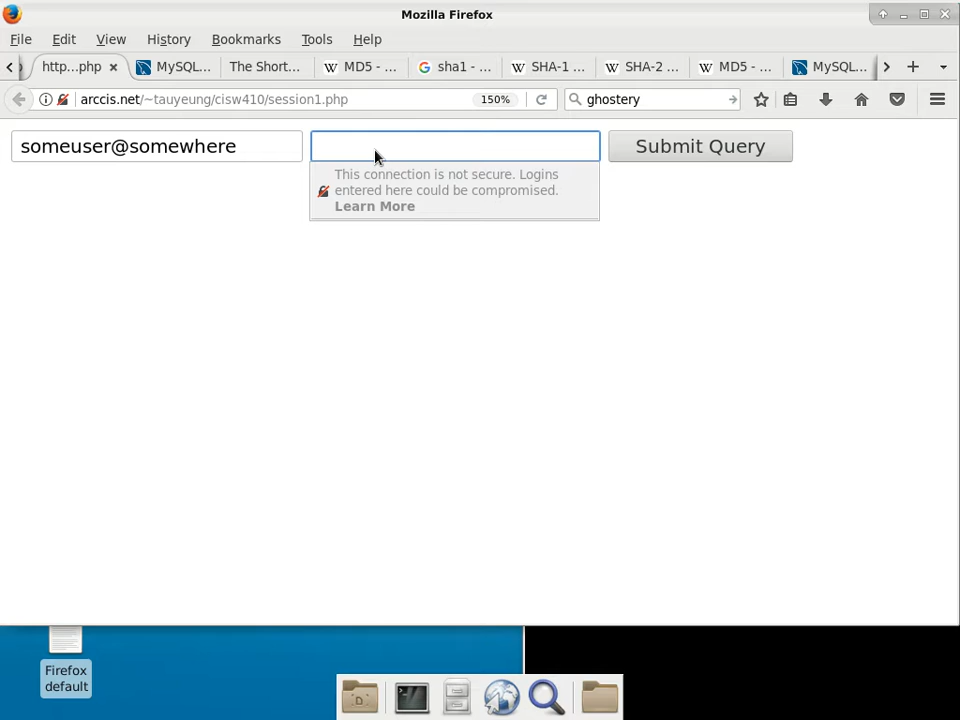 Mozilla Firefox
File Edit View History Bookmarks Tools Help
http...php MySQL... The Short... MD5 - ... sha1 - ... SHA-1 ... SHA-2 ... MD5 - ... MySQL...
arccis.net/~tauyeung/cisw410/session1.php 150% ghostery
someuser@somewhere Submit Query
This connection is not secure. Logins
entered here could be compromised.
Learn More
Firefox
default